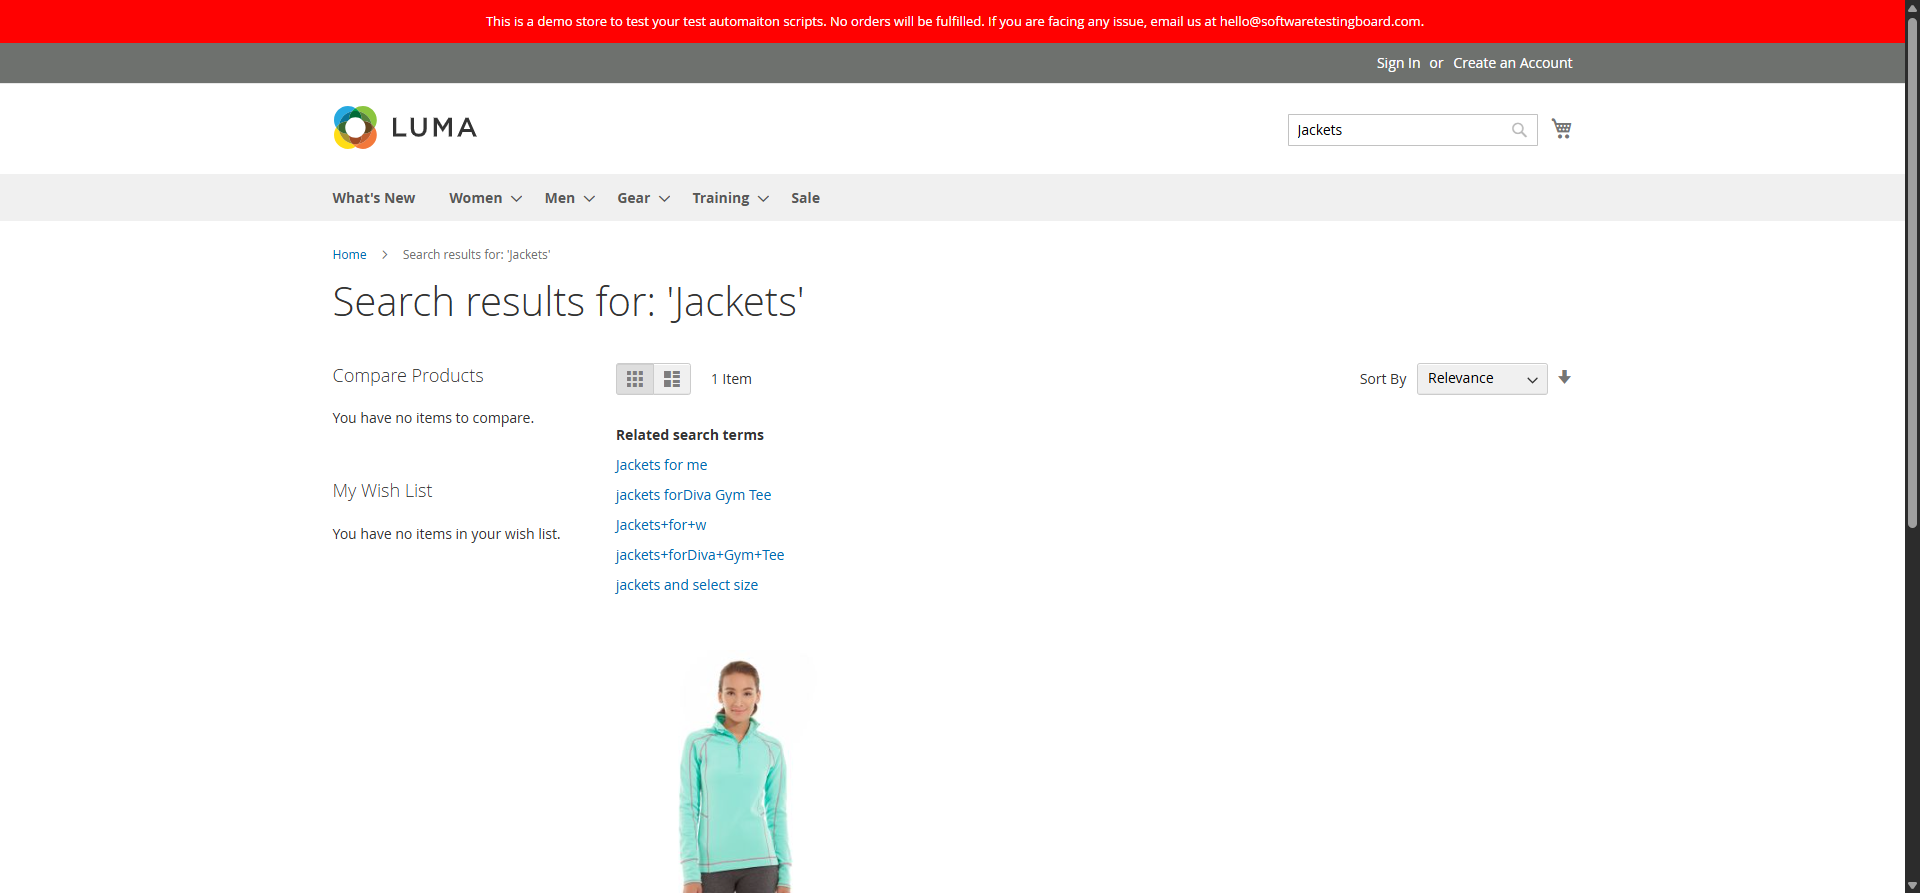 This is a demo store to test your test automaiton scripts. No orders will be fulfilled. If you are facing any issue, email us at hello@softwaretestingboard.com.
Sign In or Create an Account
LUMA
Jackets
What's New Women Men Gear Training Sale
Home Search results for: 'Jackets'
Search results for: 'Jackets'
Compare Products
1 Item
Sort By Relevance
You have no items to compare.
Related search terms
Jackets for me
My Wish List
jackets forDiva Gym Tee
Jackets+for+w
You have no items in your wish list.
jackets+forDiva+Gym+Tee
jackets and select size